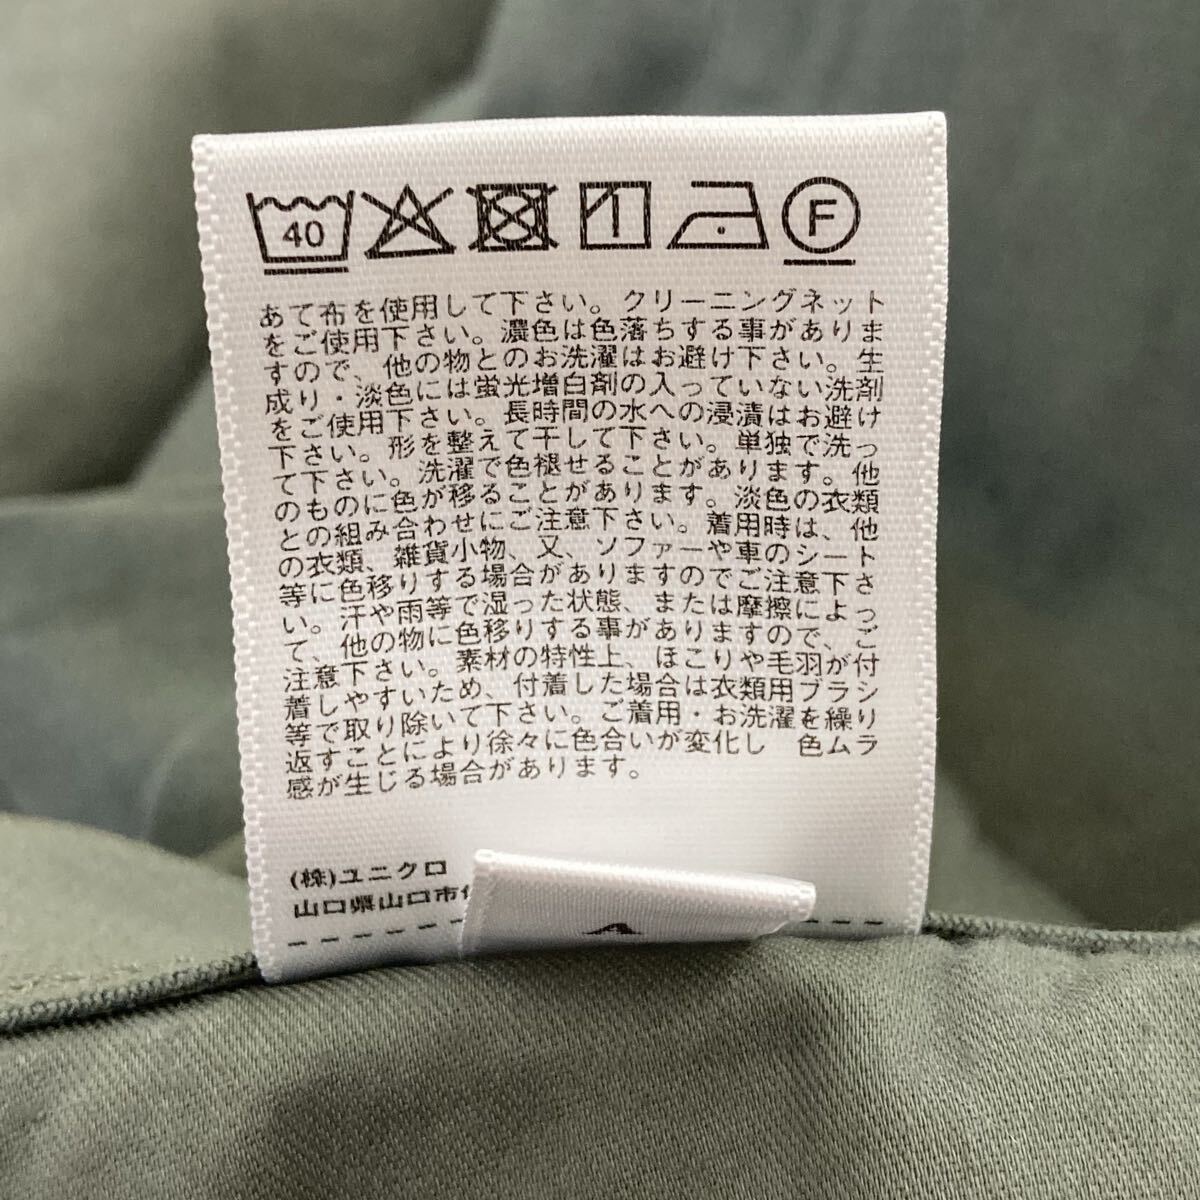 40 F
あて布を使用して下さい。クリーニングネット
をご使用下さい。濃色は色落ちする事がありま
すので、他の物とのお洗濯はお避け下さい。生
成り・淡色には蛍光増白剤の入っていない洗剤
をご使用下さい。長時間の水への浸漬はお避け
下さい。形を整えて干して下さい。単独で洗っ
て下さい。洗濯で色褪せることがあります。他
のものに色が移ることがあります。淡色の衣類
との組み合わせにご注意下さい。着用時は、他
の衣類、雑貨小物、又、ソファーや車のシート
等に色移りする場合がありますのでご注意下さ
い。汗や雨等で湿った状態、または摩擦によっ
て、他の物に色移りする事がありますので、ご
注意下さい。素材の特性上、ほこりや毛羽が付
着しやすいため、付着した場合は衣類用ブラシ
等で取り除いて下さい。ご着用・お洗濯を繰り
返すことにより徐々に色合いが変化し 色ムラ
感が生じる場合があります。
(株)ユニクロ
山口県山口市